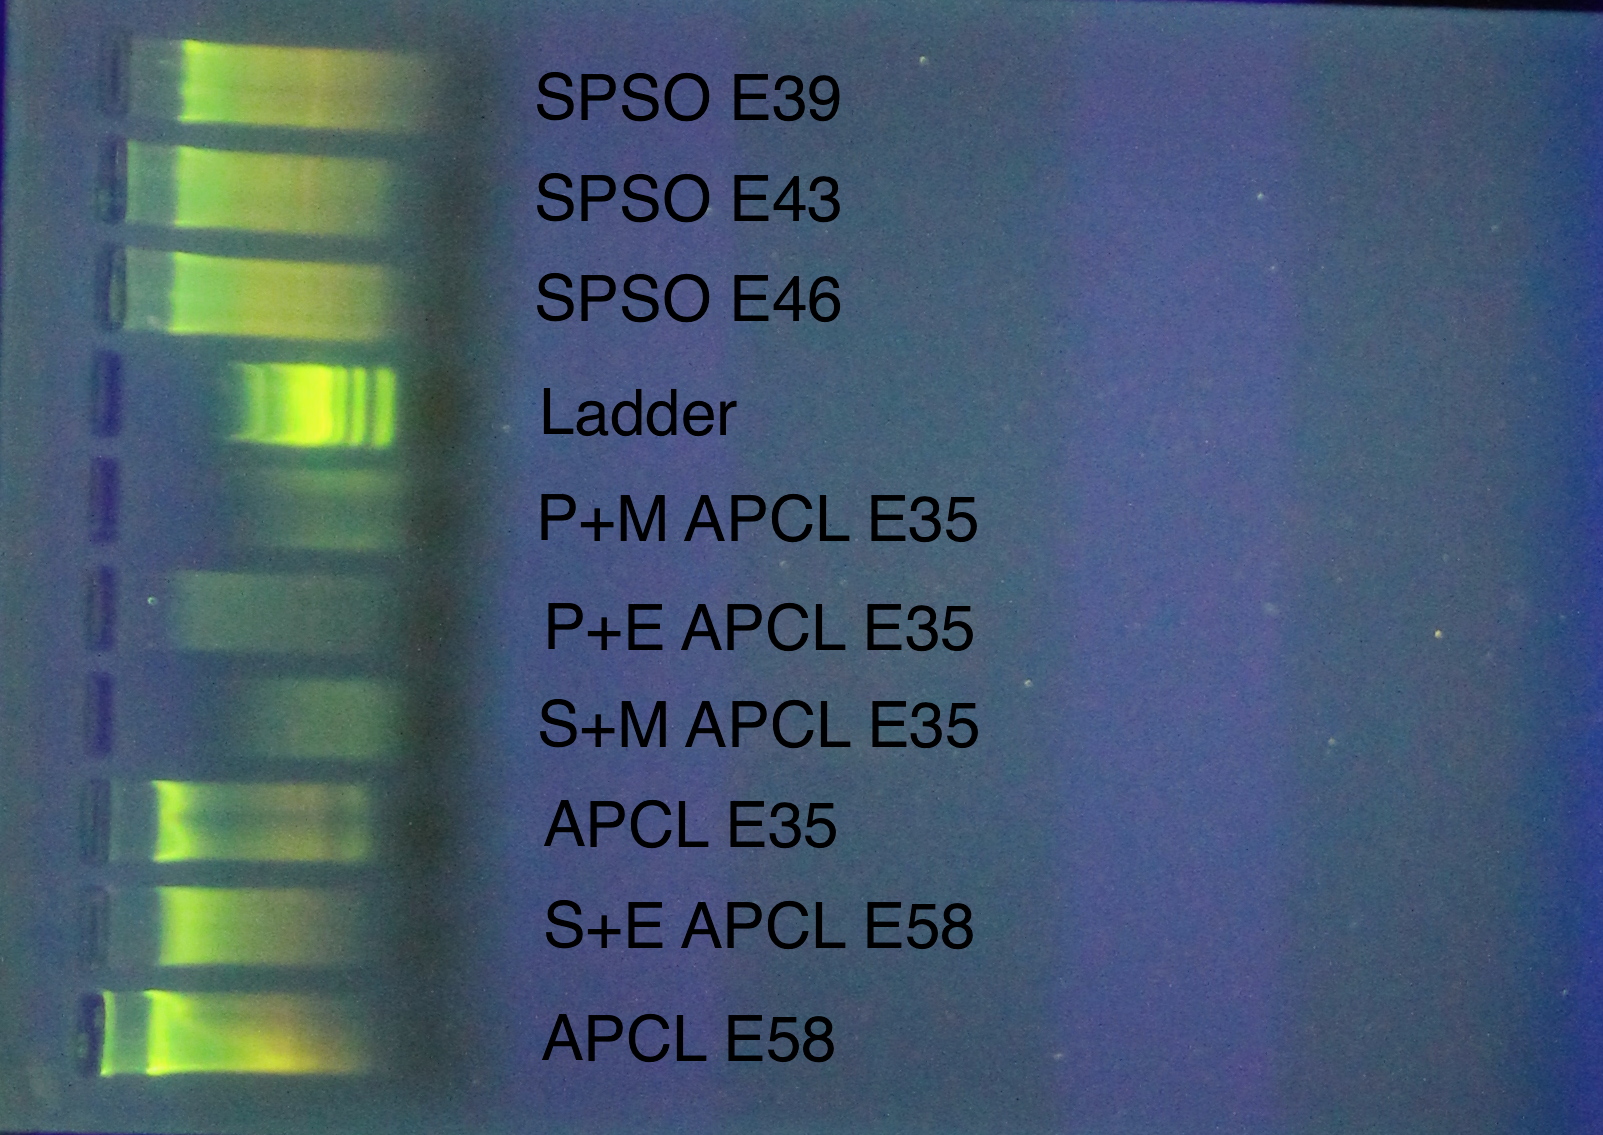 SPSO E39
SPSO E43
SPSO E46
Ladder
P+M APCL E35
P+E APCL E35
S+M APCL E35
APCL E35
S+E APCL E58
APCL E58